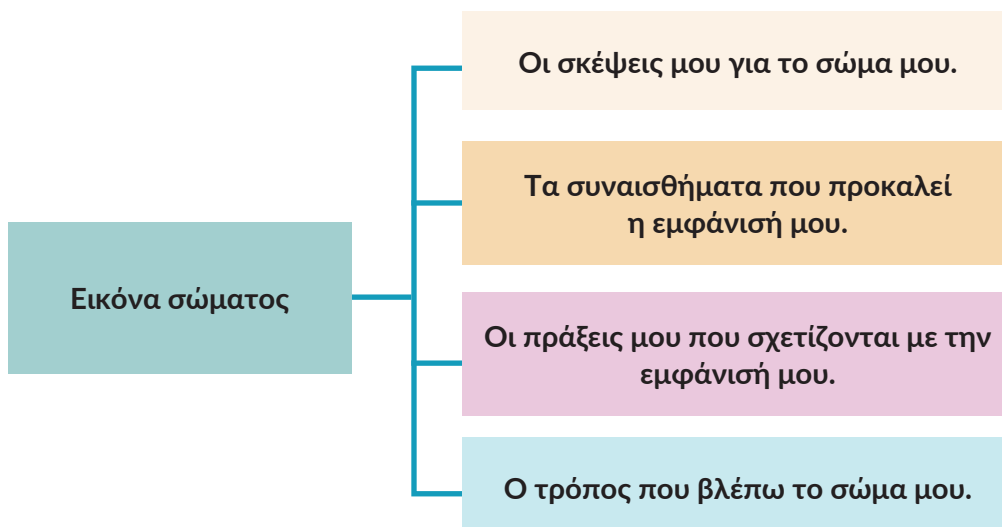 Εικόνα σώματος
Οι σκέψεις μου για το σώμα μου.
Τα συναισθήματα που προκαλεί
η εμφάνισή μου.
Οι πράξεις μου που σχετίζονται με την
εμφάνισή μου.
Ο τρόπος που βλέπω το σώμα μου.